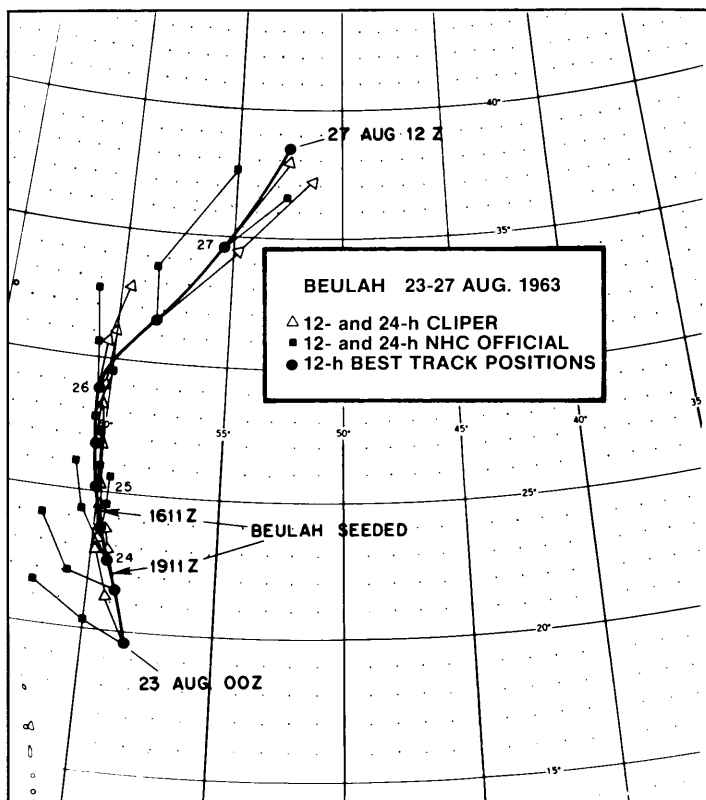 40°
27 AUG 12 Z
35°
27
BEULAH 23-27 AUG. 1963
△ 12- and 24-h CLIPER
■ 12- and 24-h NHC OFFICIAL
● 12-h BEST TRACK POSITIONS
26
35
55°
50°
45°
40°
25
25°
1611Z
BEULAH SEEDED
24
1911Z
20°
23 AUG. 00Z
15°